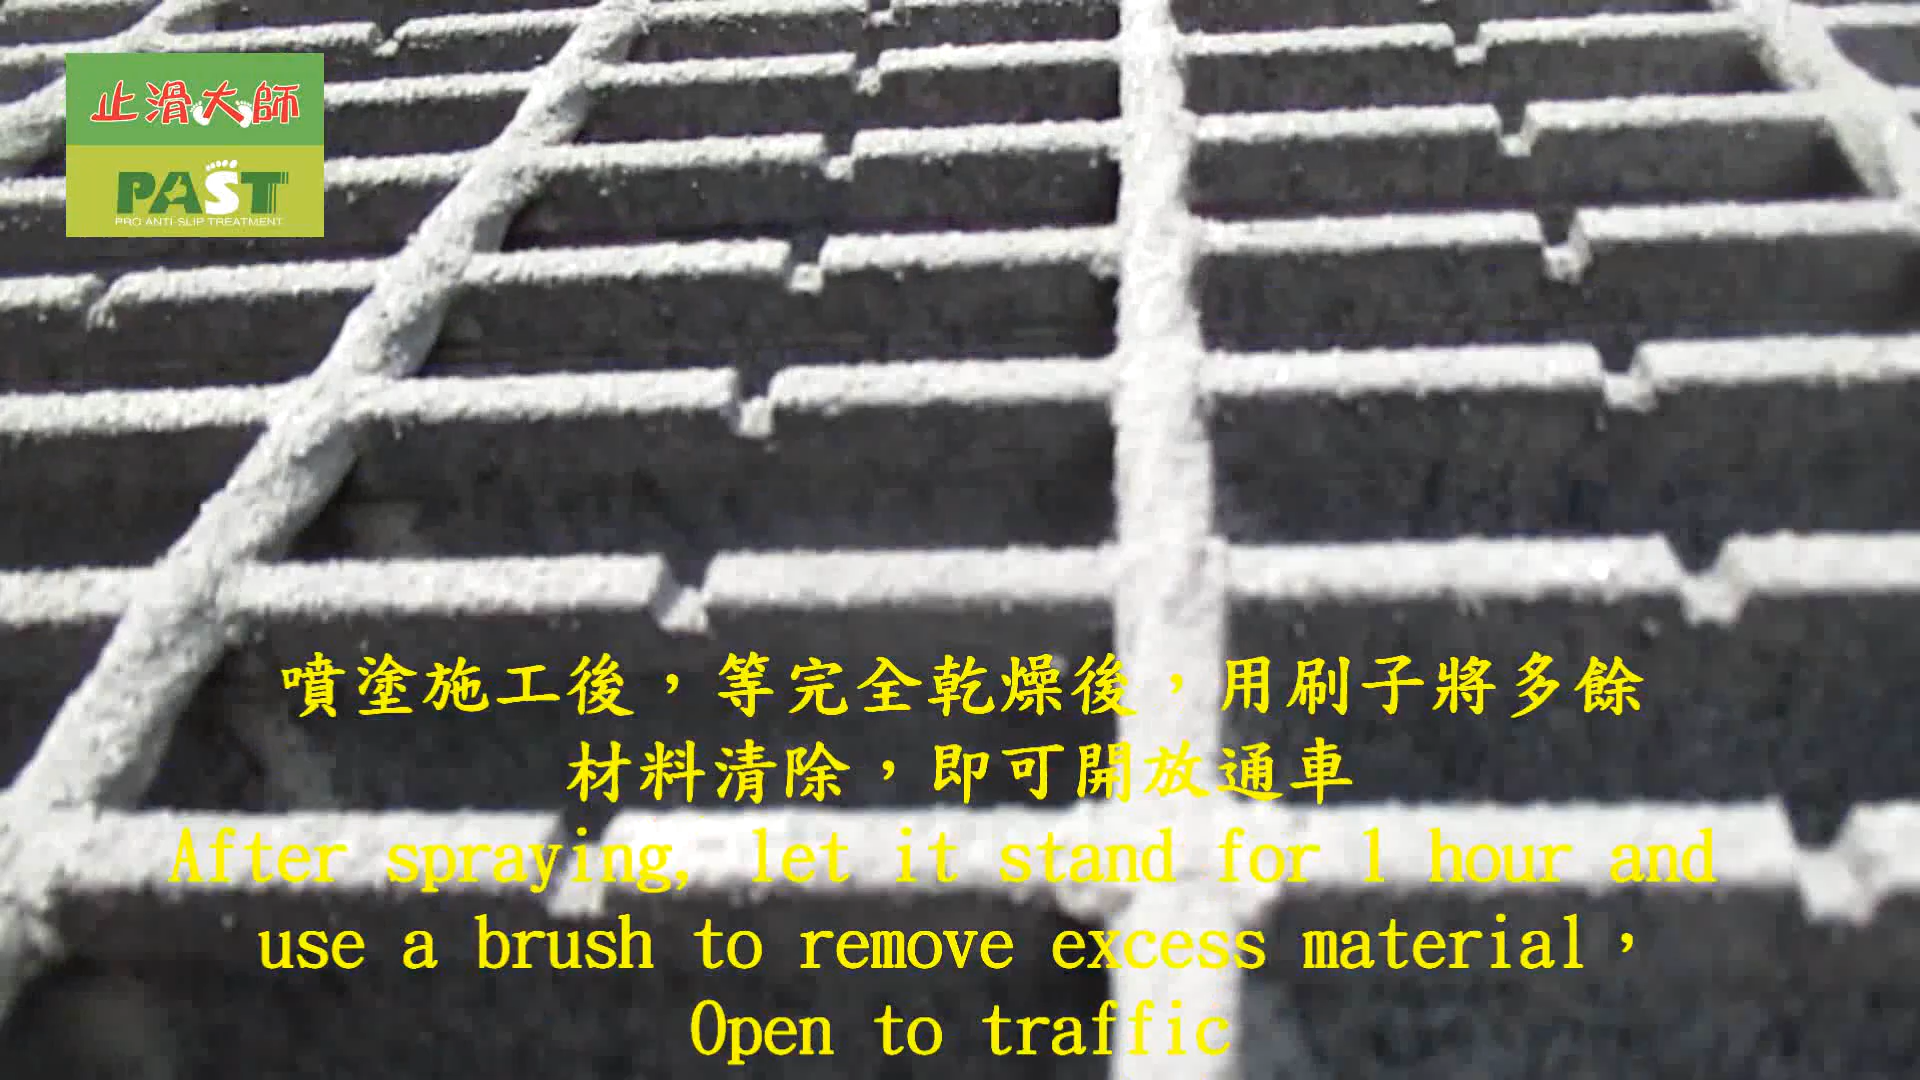 止滑大師
PAST
PRO ANTI-SLIP TREATMENT
噴塗施工後，等完全乾燥後，用刷子將多餘
材料清除，即可開放通車
After spraying, let it stand for 1 hour and
use a brush to remove excess material，
Open to traffic